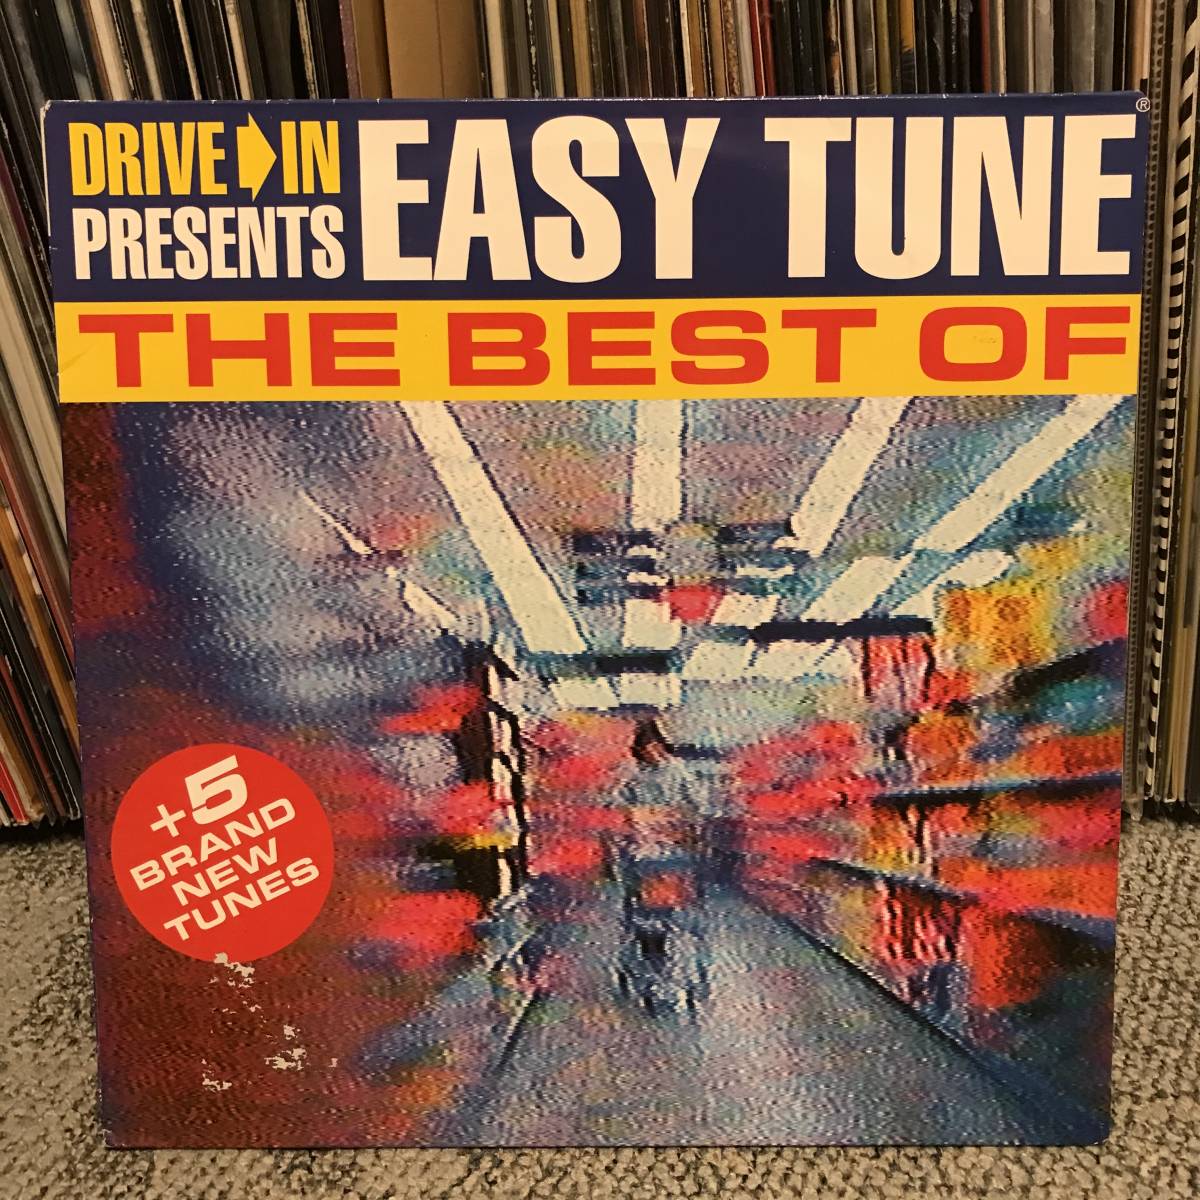 DRIVE IN
PRESENTS
EASY TUNE ®
THE BEST OF
+5
BRAND
NEW
TUNES